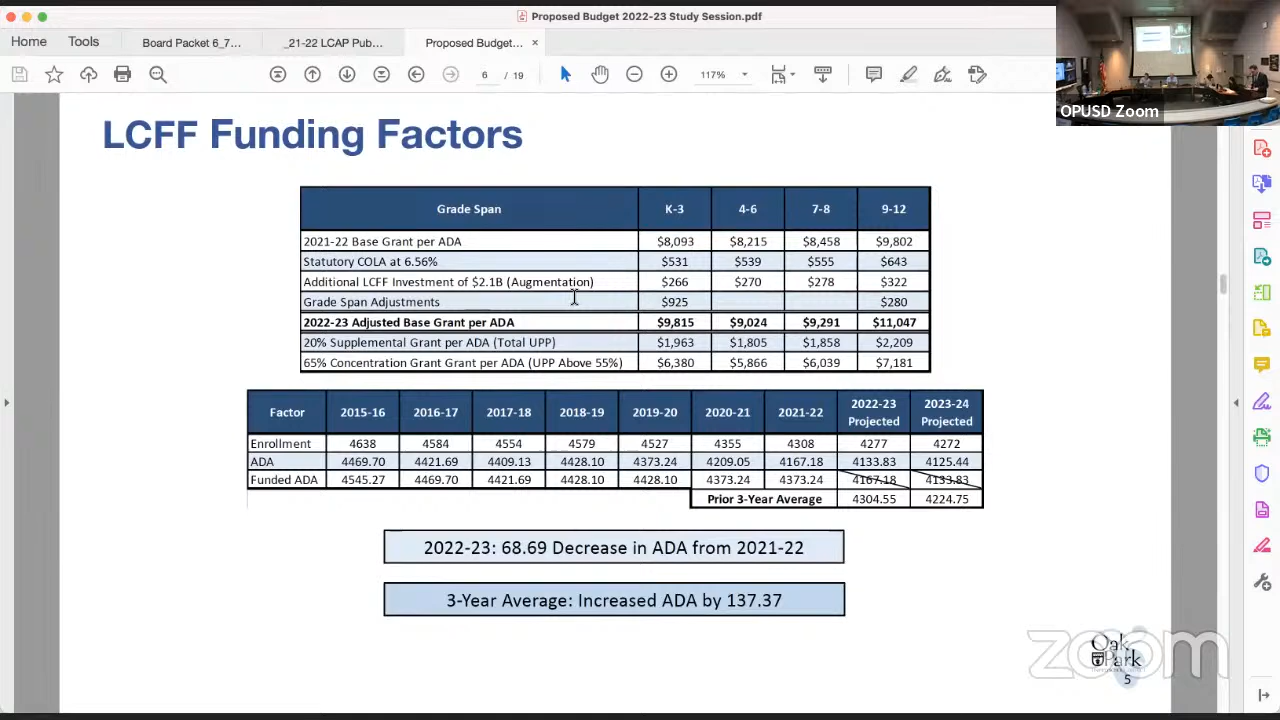 Proposed Budget 2022-23 Study Session.pdf
Home Tools Board Packet 6_7... _21-22 LCAP Pub... Proposed Budget... ×
6 / 19 117%
OPUSD Zoom
LCFF Funding Factors
Grade Span K-3 4-6 7-8 9-12
2021-22 Base Grant per ADA $8,093 $8,215 $8,458 $9,802
Statutory COLA at 6.56% $531 $539 $555 $643
Additional LCFF Investment of $2.1B (Augmentation) $266 $270 $278 $322
Grade Span Adjustments $925 $280
2022-23 Adjusted Base Grant per ADA $9,815 $9,024 $9,291 $11,047
20% Supplemental Grant per ADA (Total UPP) $1,963 $1,805 $1,858 $2,209
65% Concentration Grant Grant per ADA (UPP Above 55%) $6,380 $5,866 $6,039 $7,181
Factor 2015-16 2016-17 2017-18 2018-19 2019-20 2020-21 2021-22 2022-23 Projected 2023-24 Projected
Enrollment 4638 4584 4554 4579 4527 4355 4308 4277 4272
ADA 4469.70 4421.69 4409.13 4428.10 4373.24 4209.05 4167.18 4133.83 4125.44
Funded ADA 4545.27 4469.70 4421.69 4428.10 4428.10 4373.24 4373.24 4167.18 4133.83
Prior 3-Year Average 4304.55 4224.75
2022-23: 68.69 Decrease in ADA from 2021-22
3-Year Average: Increased ADA by 137.37
zoom
Oak
Park
5